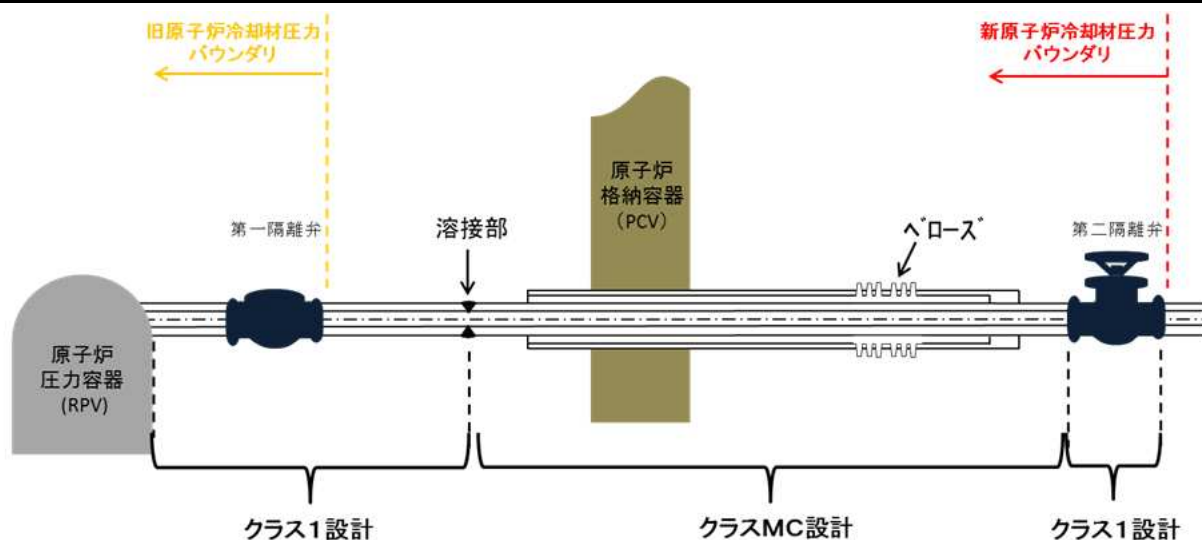 旧原子炉冷却材圧力
バウンダリ
新原子炉冷却材圧力
バウンダリ
原子炉
格納容器
(PCV)
第一隔離弁
溶接部
ベローズ
第二隔離弁
原子炉
圧力容器
(RPV)
クラス1設計
クラスMC設計
クラス1設計